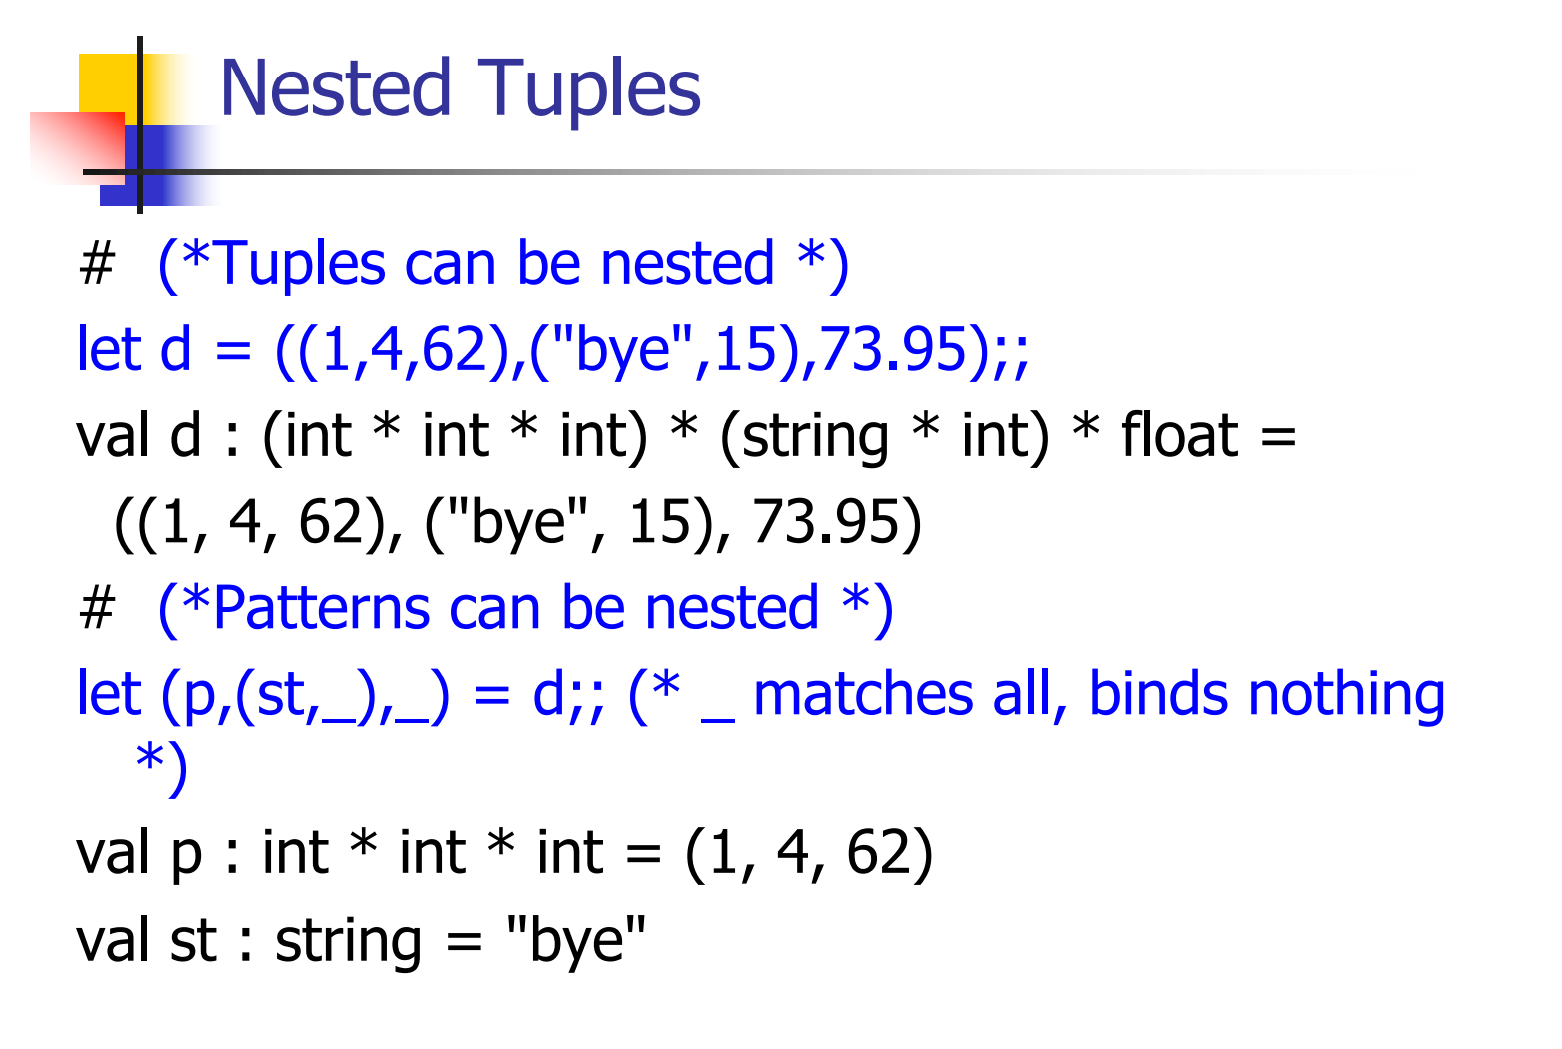 Nested Tuples
# (*Tuples can be nested *)
let d = ((1,4,62),("bye",15),73.95);;
val d : (int * int * int) * (string * int) * float =
((1, 4, 62), ("bye", 15), 73.95)
# (*Patterns can be nested *)
let (p,(st,_),_) = d;; (* _ matches all, binds nothing
*)
val p : int * int * int = (1, 4, 62)
val st : string = "bye"